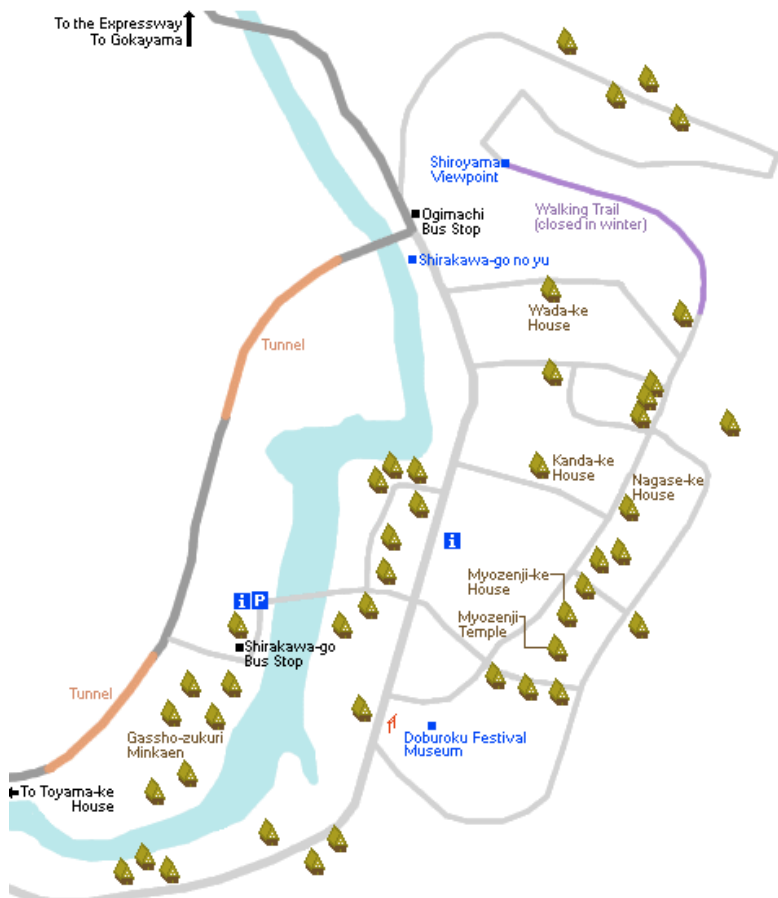 To the Expressway
To Gokayama
Shiroyama
Viewpoint
Walking Trail
(closed in winter)
Ogimachi
Bus Stop
Shirakawa-go no yu
Wada-ke
House
Tunnel
Kanda-ke
House
Nagase-ke
House
i
Myozenji-ke
House
i P
Myozenji
Temple
Shirakawa-go
Bus Stop
Tunnel
Gassho-zukuri
Minkaen
Doburoku Festival
Museum
To Toyama-ke
House